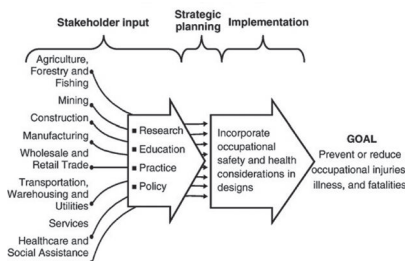 Stakeholder input
Strategic
planning
Implementation
Agriculture,
Forestry and
Fishing
Mining
Construction
Manufacturing
Wholesale and
Retail Trade
Transportation,
Warehousing and
Utilities
Services
Healthcare and
Social Assistance
▪ Research
▪ Education
▪ Practice
▪ Policy
Incorporate
occupational
safety and health
considerations in
designs
GOAL
Prevent or reduce
occupational injuries
illness, and fatalities